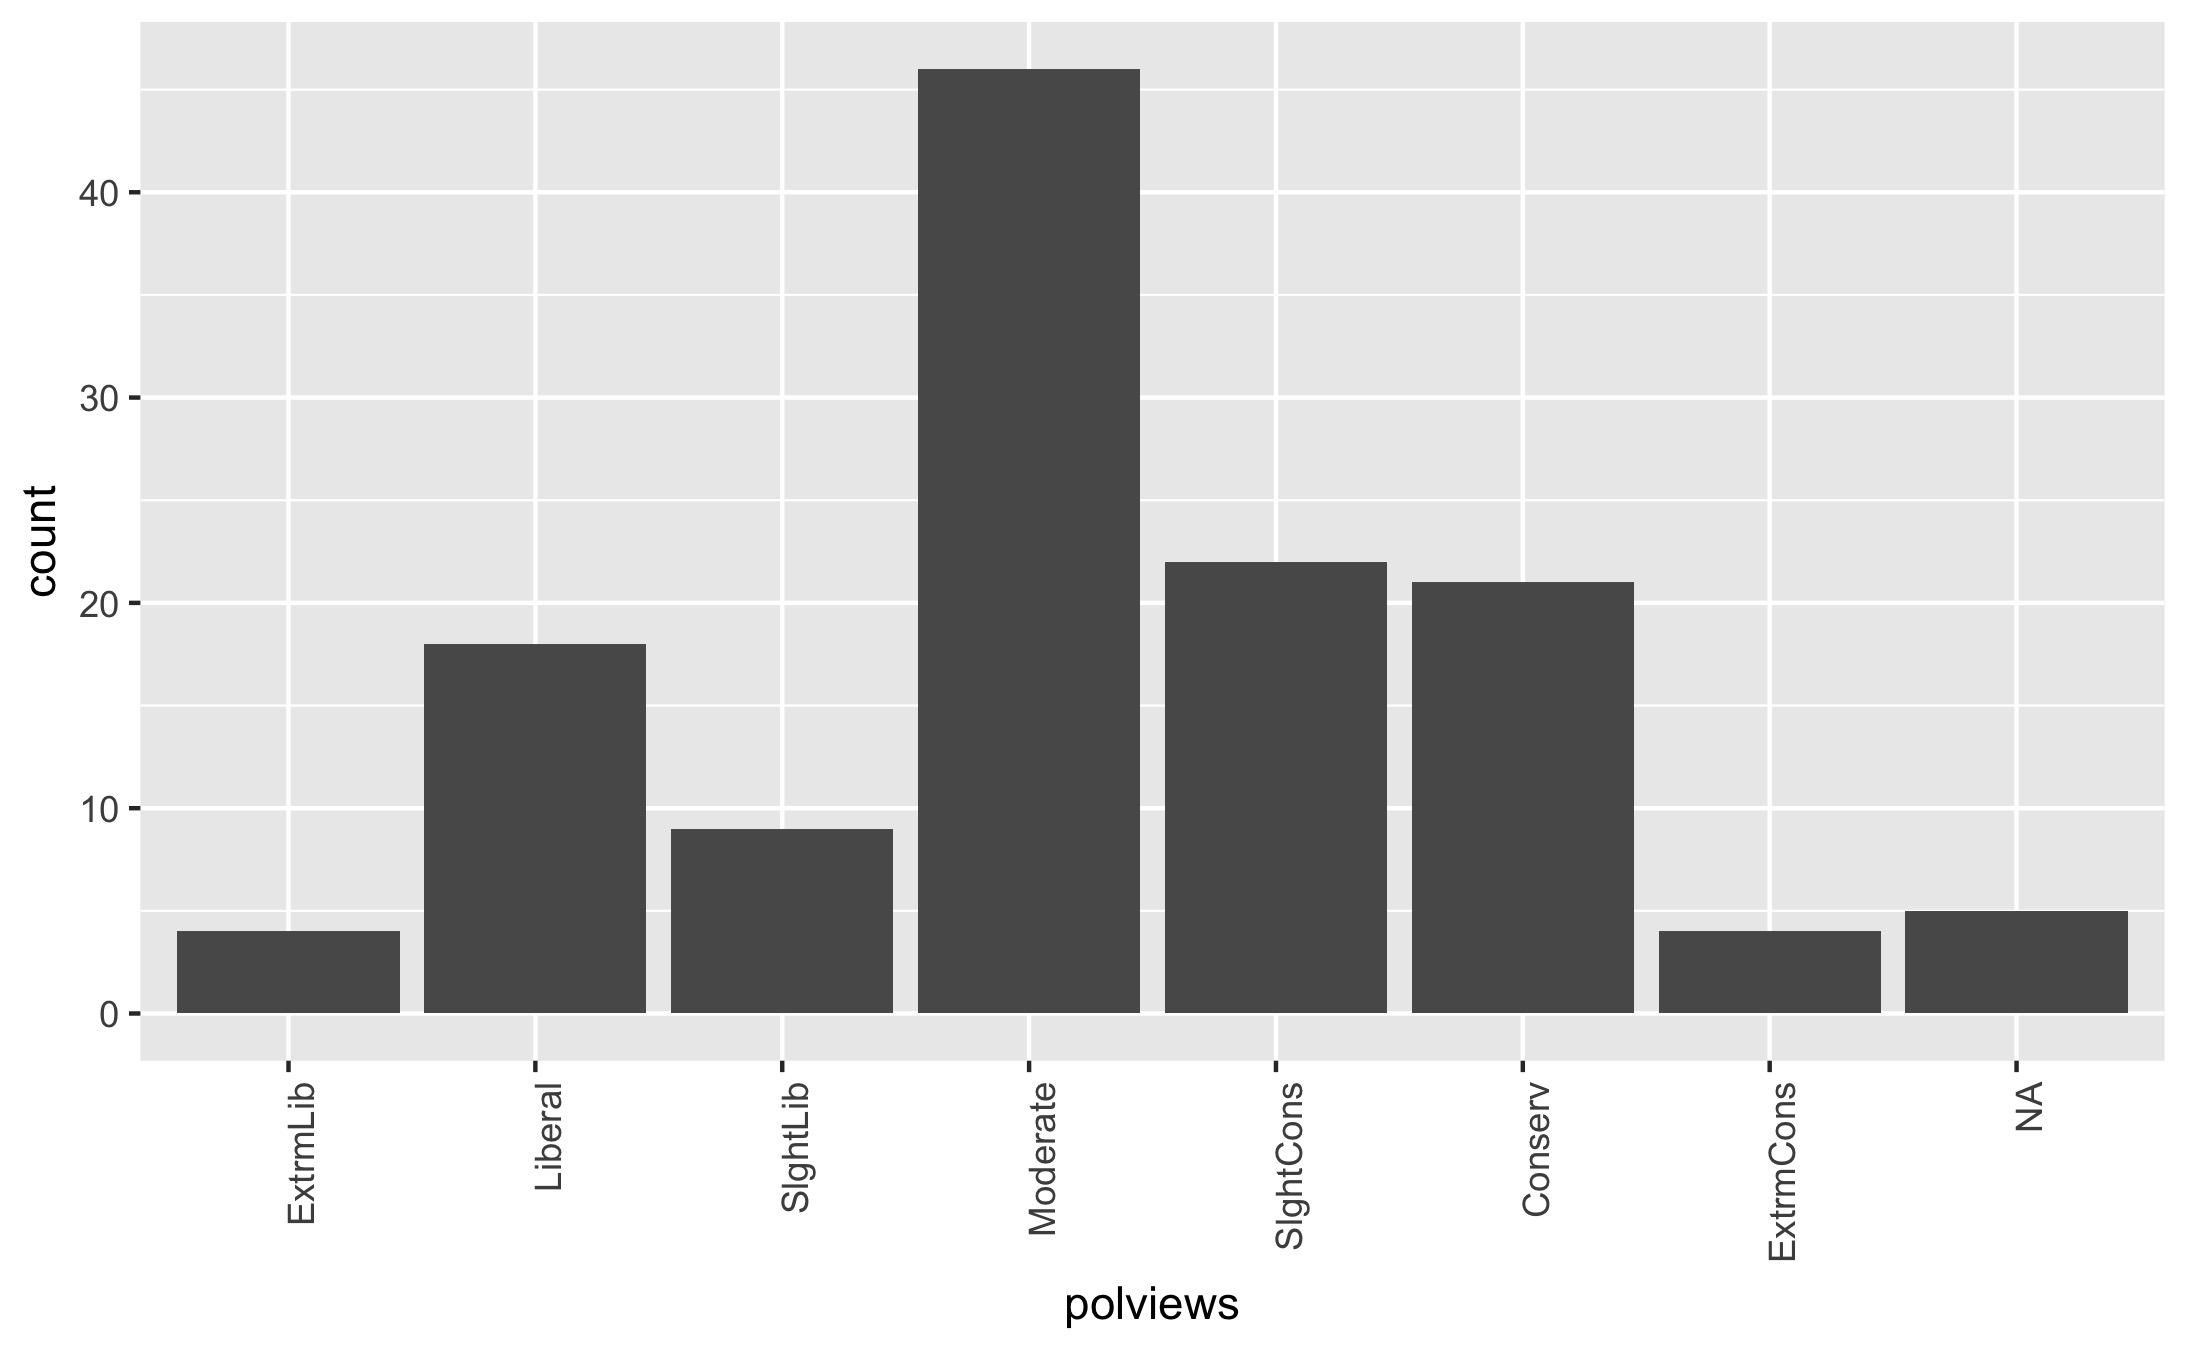 count
40
30
20
10
0
ExtrmLib
Liberal
SlghtLib
Moderate
SlghtCons
Conserv
ExtrmCons
NA
polviews